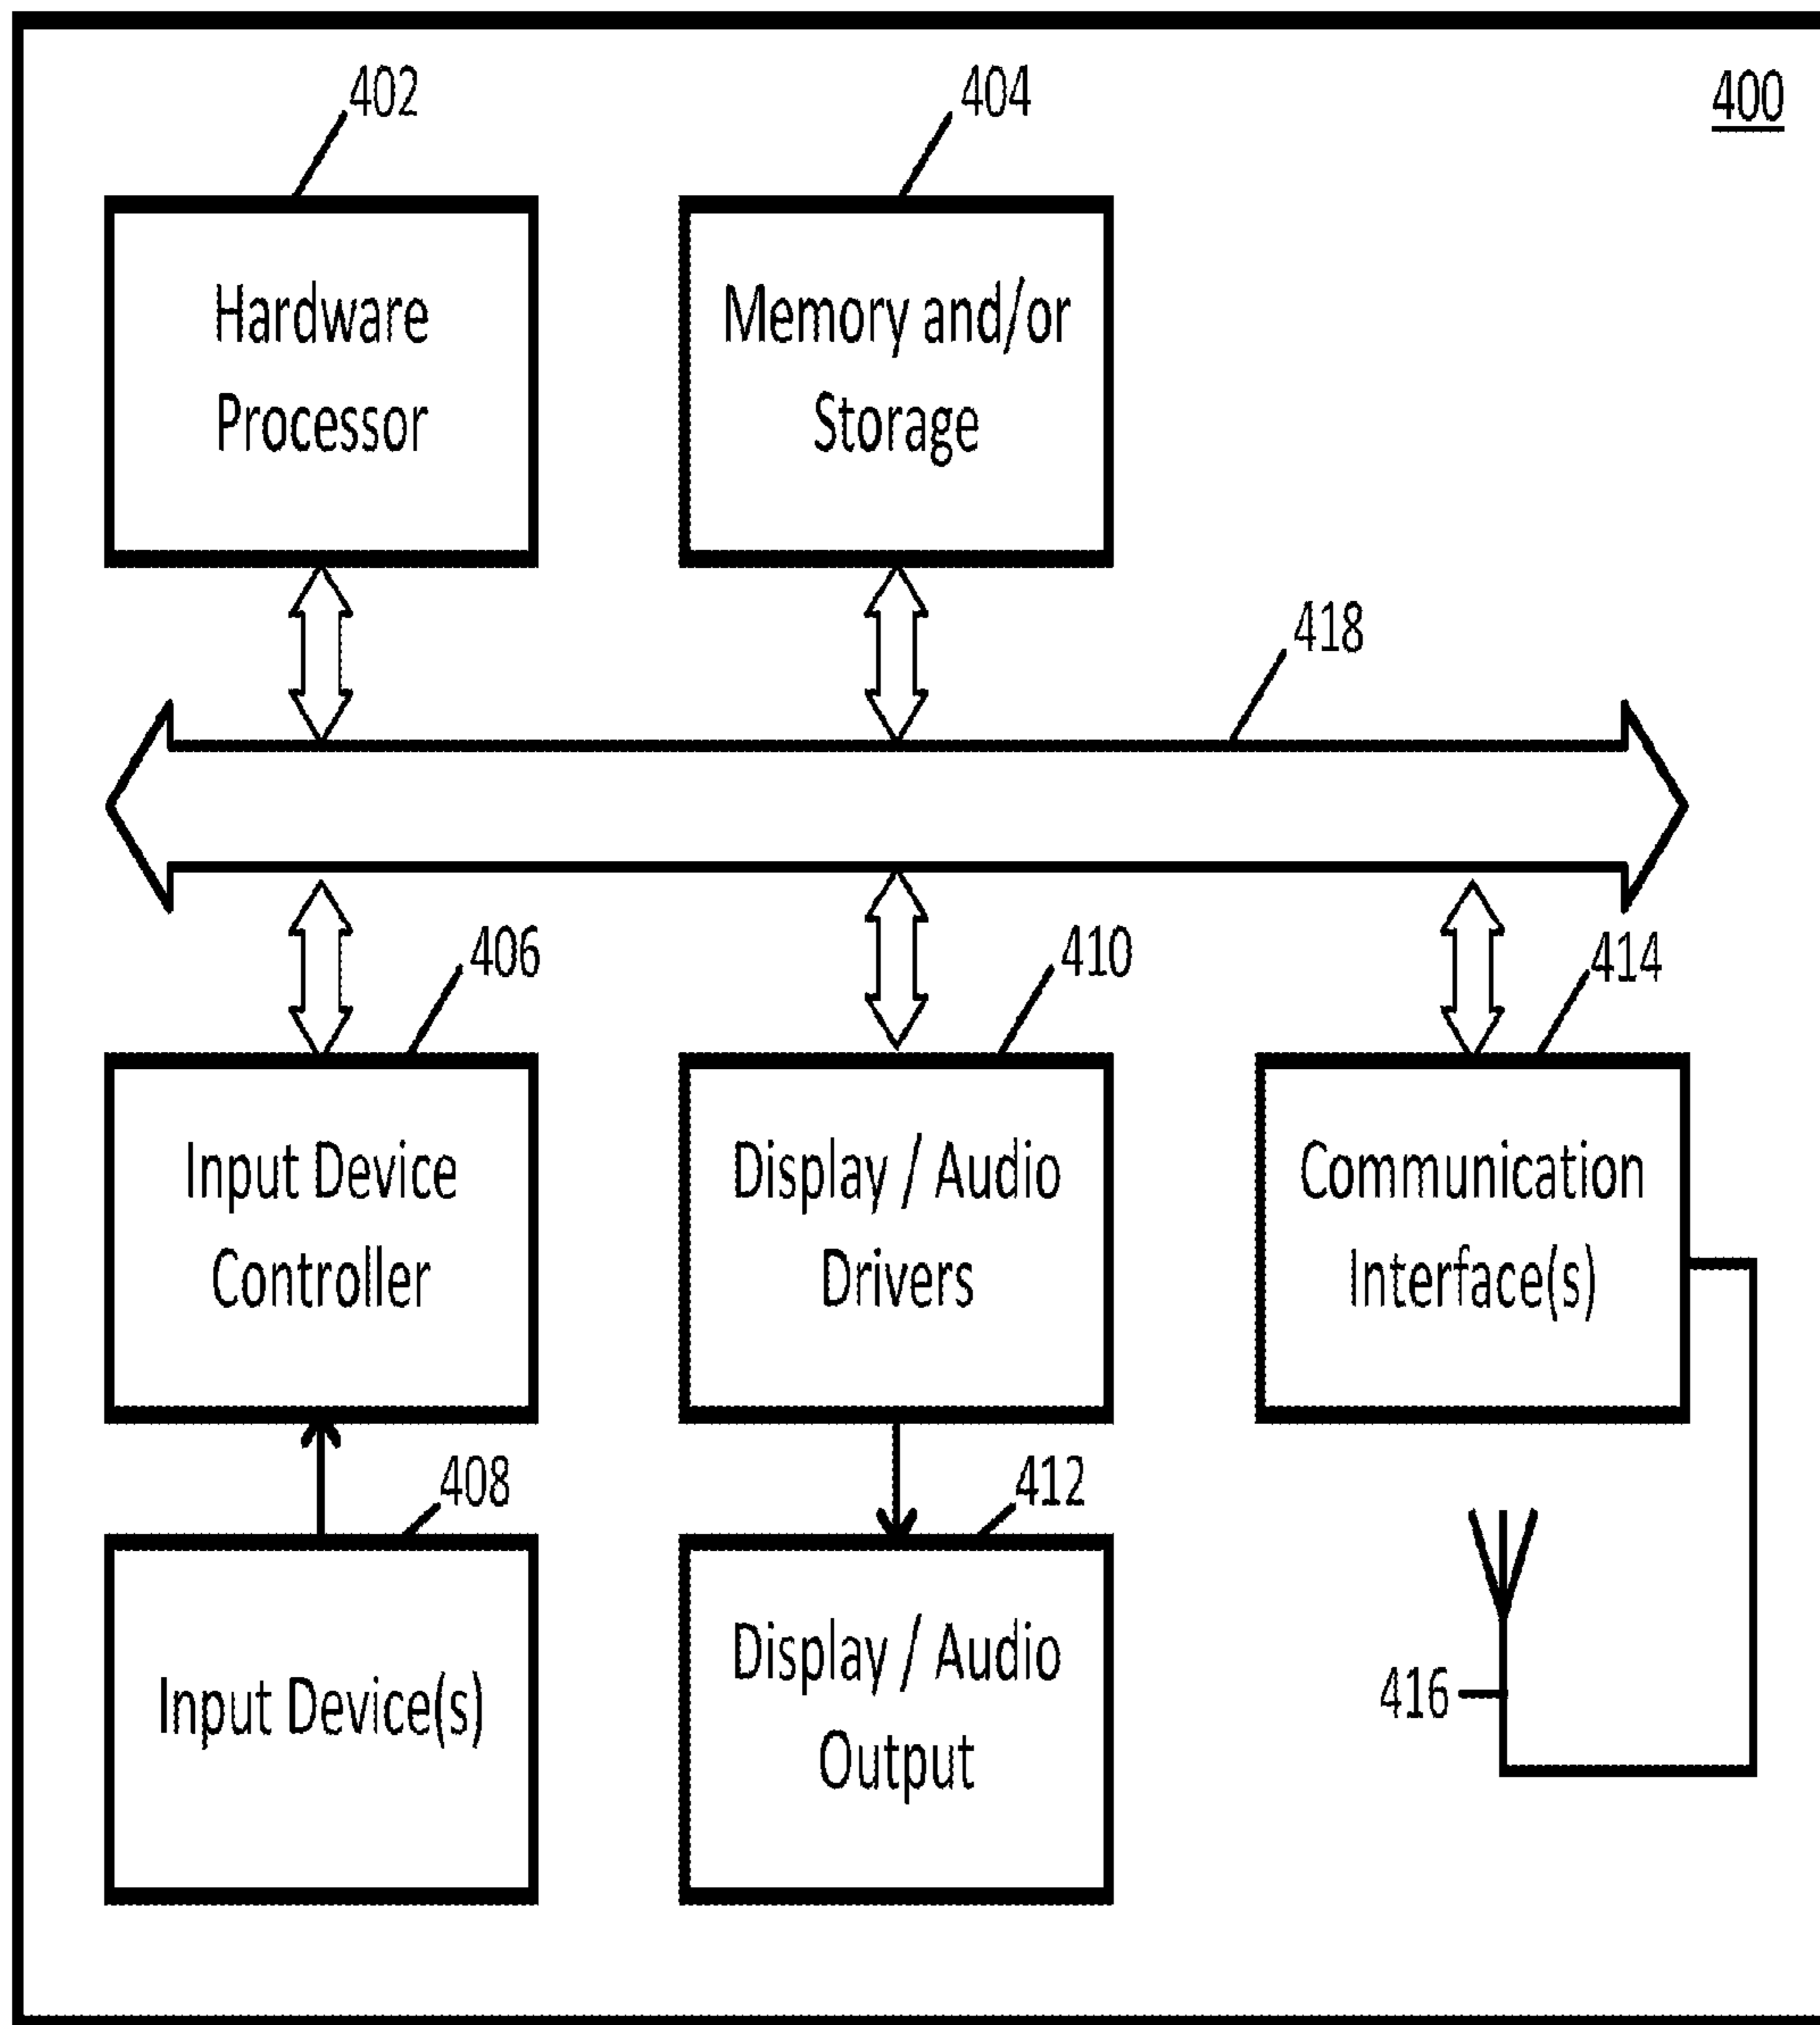 402
404
400
Hardware
Processor
Memory and/or
Storage
418
406
410
414
Input Device
Controller
Display / Audio
Drivers
Communication
Interface(s)
408
412
Input Device(s)
Display / Audio
Output
416